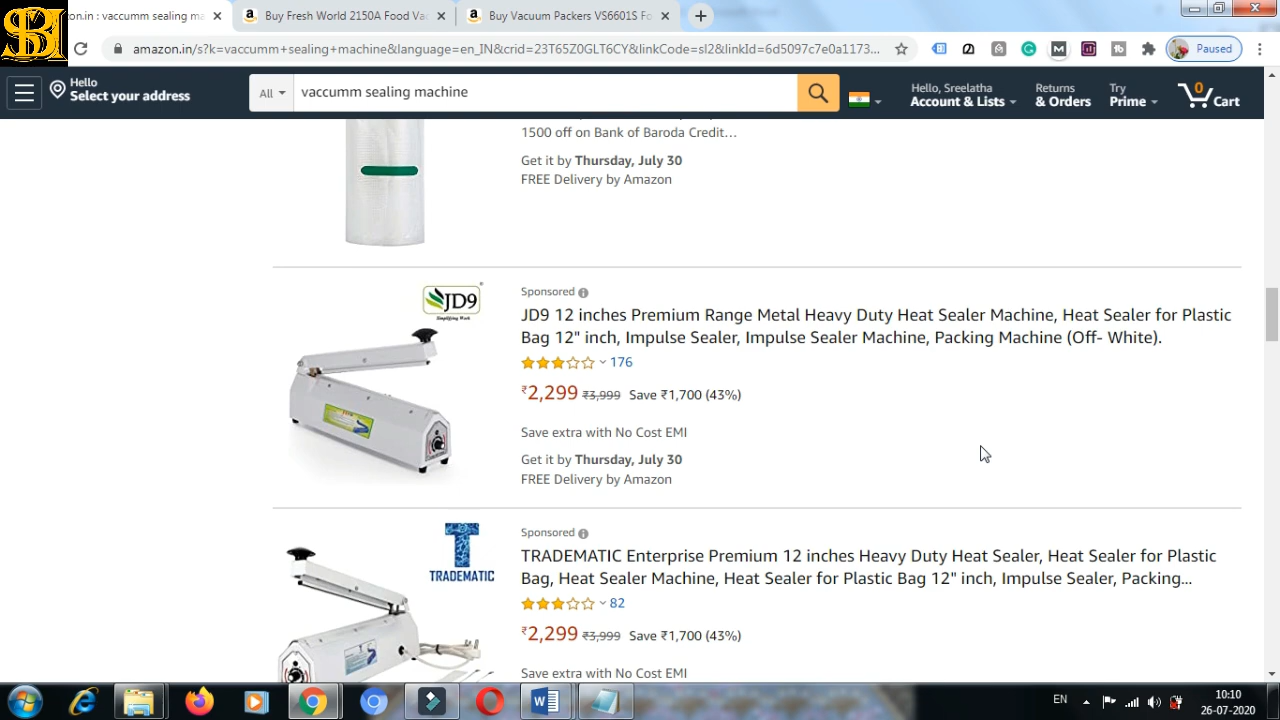 on.in : vaccumm sealing ma
Buy Fresh World 2150A Food Vac
Buy Vacuum Packers VS6601S Fo
amazon.in/s?k=vaccumm+sealing+machine&language=en_IN&crid=23T65Z0GLT6CY&linkCode=sl2&linkId=6d5097c7e0a1173...
Paused
Hello
Select your address
All
vaccumm sealing machine
Hello, Sreelatha
Account & Lists
Returns
& Orders
Try
Prime
0
Cart
1500 off on Bank of Baroda Credit...
Get it by Thursday, July 30
FREE Delivery by Amazon
JD9
Simplifying Work
Sponsored
JD9 12 inches Premium Range Metal Heavy Duty Heat Sealer Machine, Heat Sealer for Plastic
Bag 12" inch, Impulse Sealer, Impulse Sealer Machine, Packing Machine (Off- White).
176
₹2,299 ₹3,999 Save ₹1,700 (43%)
Save extra with No Cost EMI
Get it by Thursday, July 30
FREE Delivery by Amazon
TRADEMATIC
Sponsored
TRADEMATIC Enterprise Premium 12 inches Heavy Duty Heat Sealer, Heat Sealer for Plastic
Bag, Heat Sealer Machine, Heat Sealer for Plastic Bag 12" inch, Impulse Sealer, Packing...
82
₹2,299 ₹3,999 Save ₹1,700 (43%)
Save extra with No Cost EMI
EN
10:10
26-07-2020